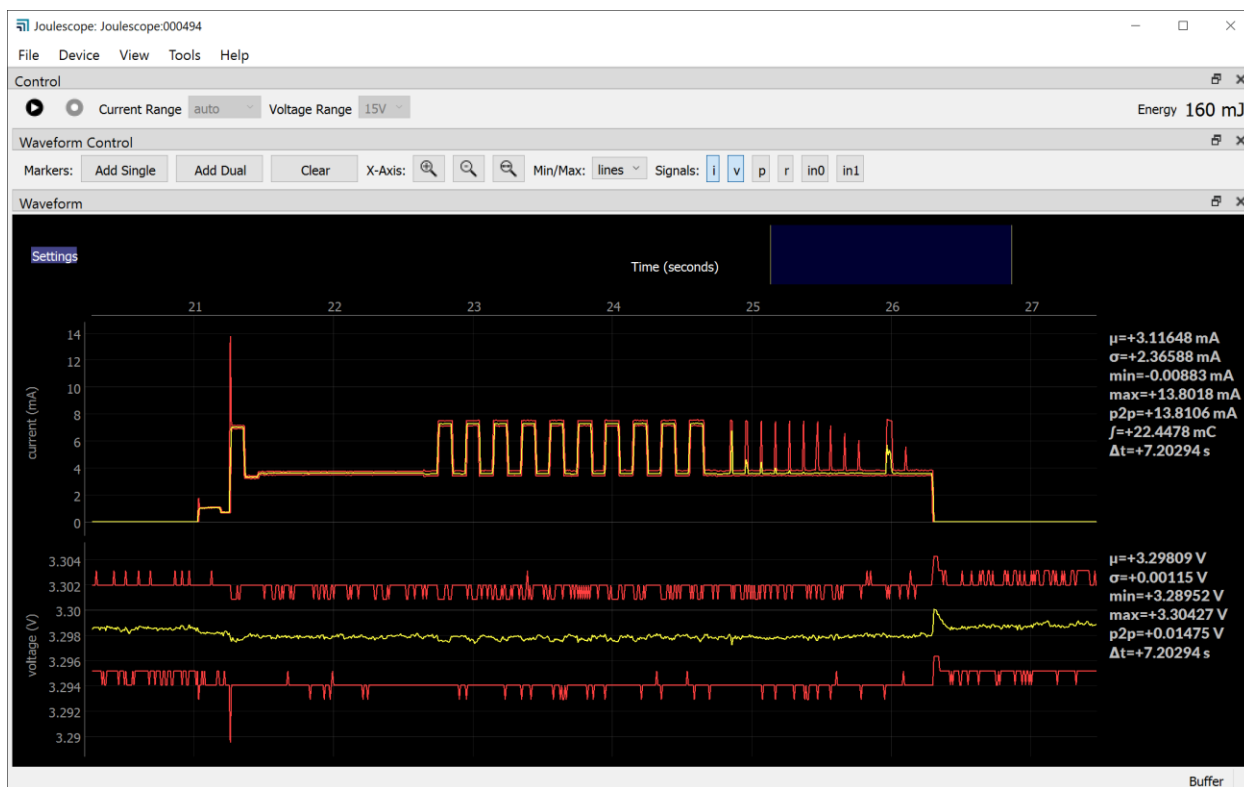 Joulescope: Joulescope:000494
File Device View Tools Help
Control
Current Range auto Voltage Range 15V Energy 160 mJ
Waveform Control
Markers: Add Single Add Dual Clear X-Axis: Min/Max: lines Signals: i v p r in0 in1
Waveform
Settings
Time (seconds)
21 22 23 24 25 26 27
14
12
10
8
6
4
2
0
current (mA)
μ=+3.11648 mA
σ=+2.36588 mA
min=-0.00883 mA
max=+13.8018 mA
p2p=+13.8106 mA
∫=+22.4478 mC
Δt=+7.20294 s
3.304
3.302
3.30
3.298
3.296
3.294
3.292
3.29
voltage (V)
μ=+3.29809 V
σ=+0.00115 V
min=+3.28952 V
max=+3.30427 V
p2p=+0.01475 V
Δt=+7.20294 s
Buffer